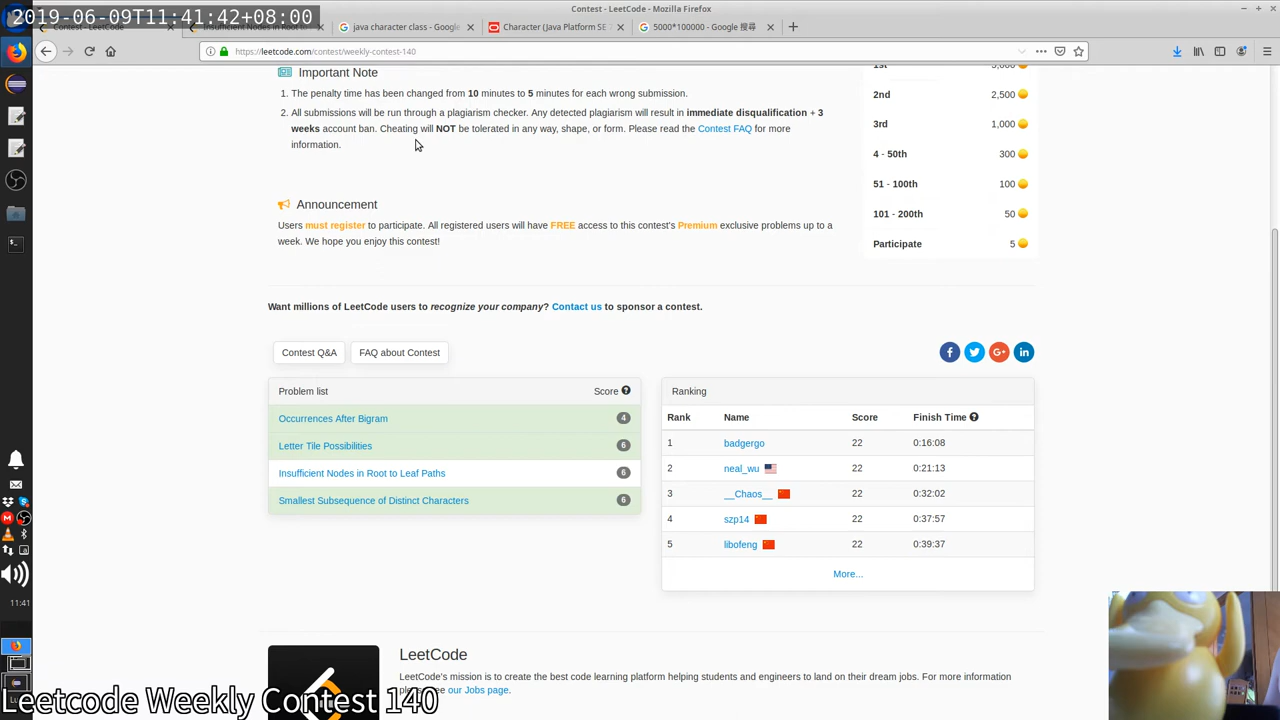 2019-06-09T11:41:42+08:00
Contest - LeetCode - Mozilla Firefox
Contest - LeetCode
Insufficient Nodes in Root to
java character class - Google
Character (Java Platform SE
5000*100000 - Google 搜尋
https://leetcode.com/contest/weekly-contest-140
Important Note
1. The penalty time has been changed from 10 minutes to 5 minutes for each wrong submission.
2. All submissions will be run through a plagiarism checker. Any detected plagiarism will result in immediate disqualification + 3
weeks account ban. Cheating will NOT be tolerated in any way, shape, or form. Please read the Contest FAQ for more
information.
1st 5,000
2nd 2,500
3rd 1,000
4 - 50th 300
51 - 100th 100
101 - 200th 50
Participate 5
Announcement
Users must register to participate. All registered users will have FREE access to this contest's Premium exclusive problems up to a
week. We hope you enjoy this contest!
Want millions of LeetCode users to recognize your company? Contact us to sponsor a contest.
Contest Q&A
FAQ about Contest
Problem list Score
Occurrences After Bigram 4
Letter Tile Possibilities 6
Insufficient Nodes in Root to Leaf Paths 6
Smallest Subsequence of Distinct Characters 6
Ranking
Rank Name Score Finish Time
1 badgergo 22 0:16:08
2 neal_wu 22 0:21:13
3 __Chaos__ 22 0:32:02
4 szp14 22 0:37:57
5 libofeng 22 0:39:37
More...
11:41
LeetCode
LeetCode's mission is to create the best code learning platform helping students and engineers to land on their dream jobs. For more information
see our Jobs page.
Leetcode Weekly Contest 140